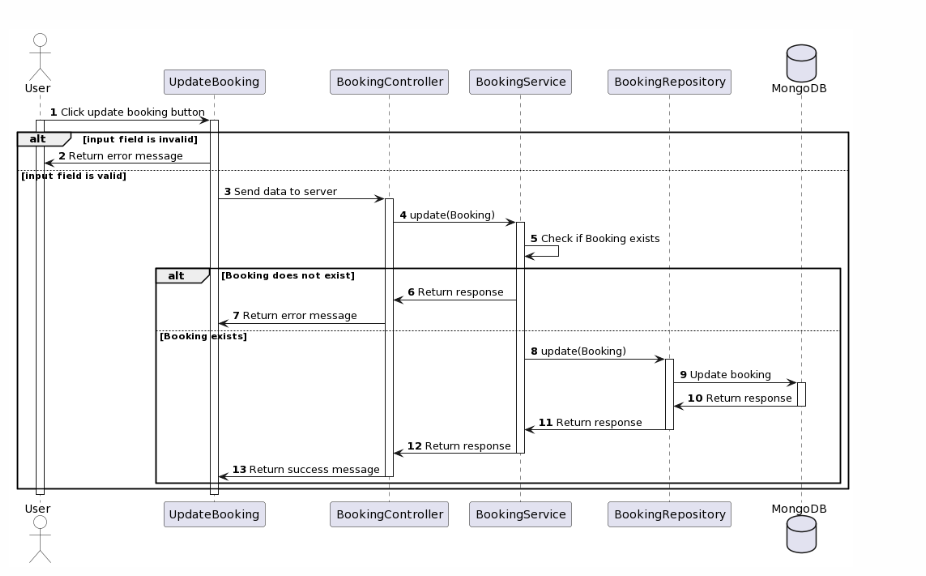 User
UpdateBooking
BookingController
BookingService
BookingRepository
MongoDB
1 Click update booking button
alt [input field is invalid]
2 Return error message
[input field is valid]
3 Send data to server
4 update(Booking)
5 Check if Booking exists
alt [Booking does not exist]
6 Return response
7 Return error message
[Booking exists]
8 update(Booking)
9 Update booking
10 Return response
11 Return response
12 Return response
13 Return success message
User
UpdateBooking
BookingController
BookingService
BookingRepository
MongoDB